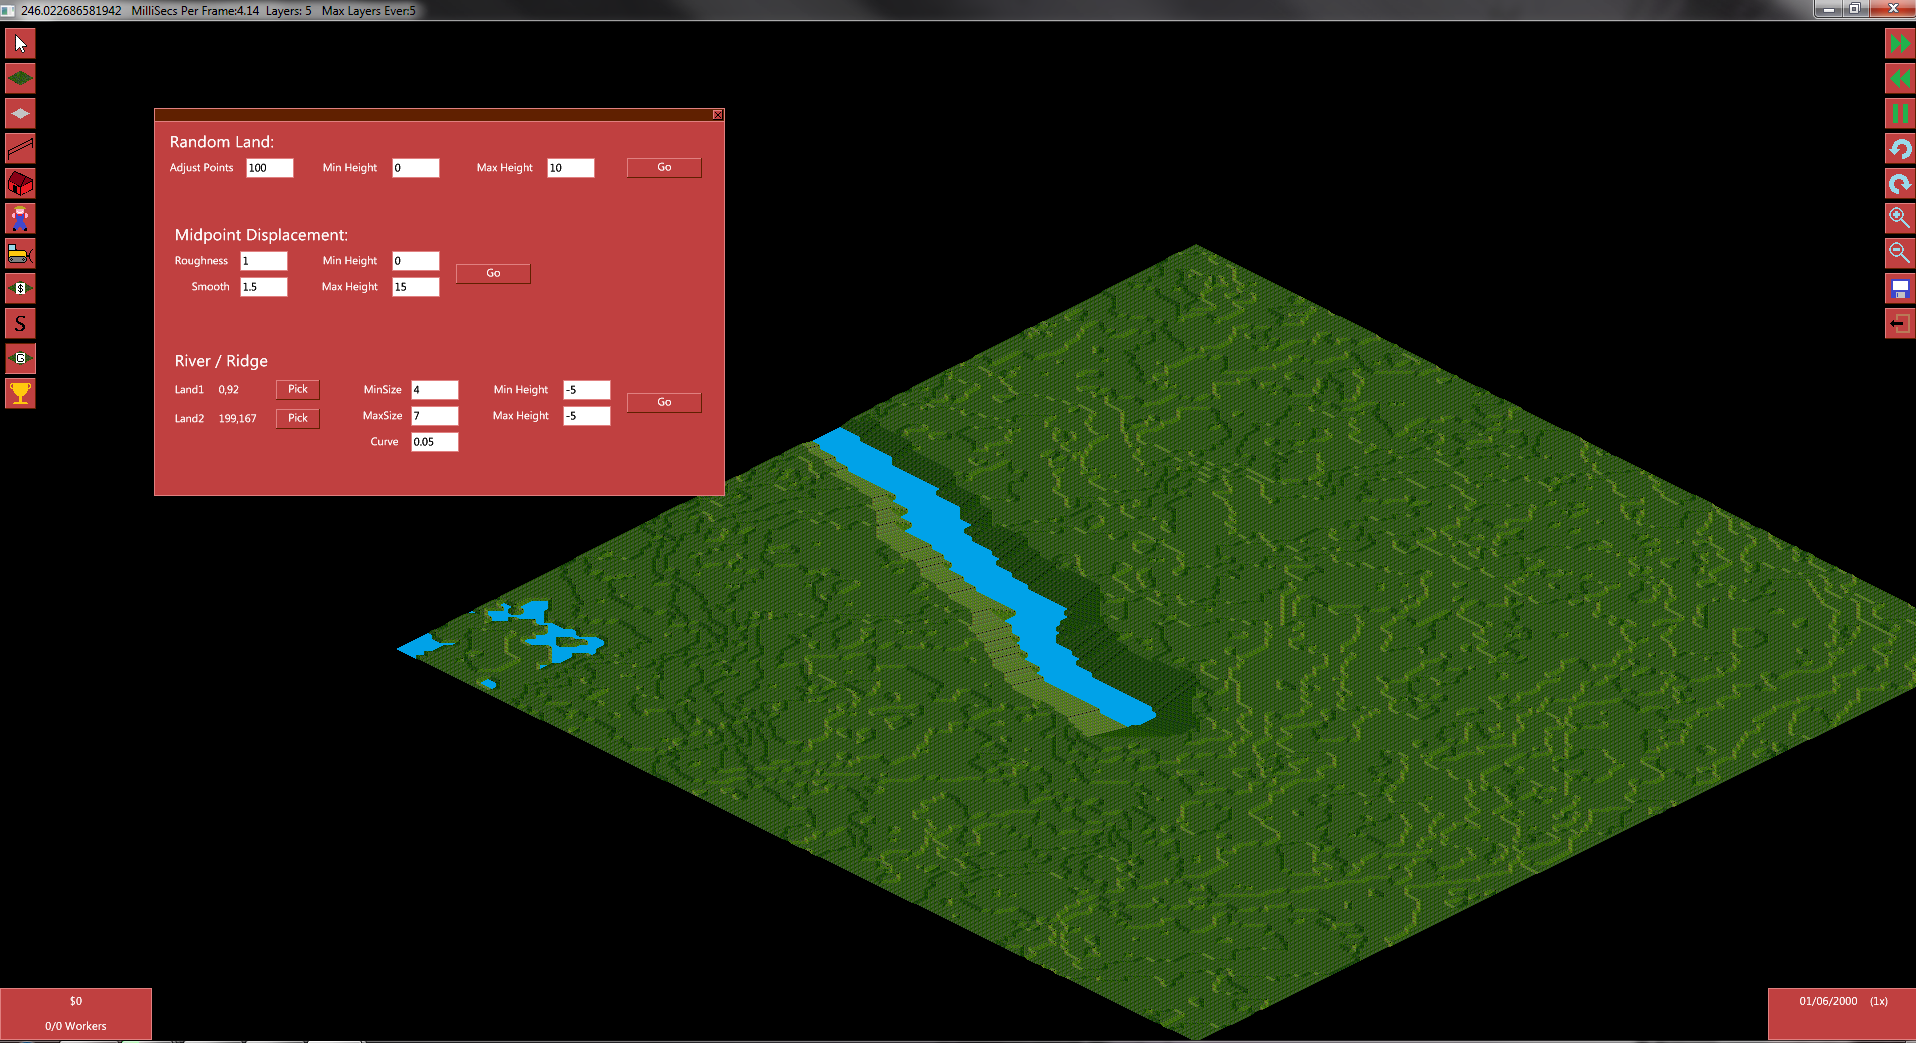 246.022686581942 MilliSecs Per Frame:4.14 Layers: 5 Max Layers Ever:5
Random Land:
Adjust Points 100 Min Height 0 Max Height 10 Go
Midpoint Displacement:
Roughness 1 Min Height 0
Go
Smooth 1.5 Max Height 15
River / Ridge
Land1 0,92 Pick MinSize 4 Min Height -5
Go
Land2 199,167 Pick MaxSize 7 Max Height -5
Curve 0.05
$
S
G
$0
0/0 Workers
01/06/2000 (1x)